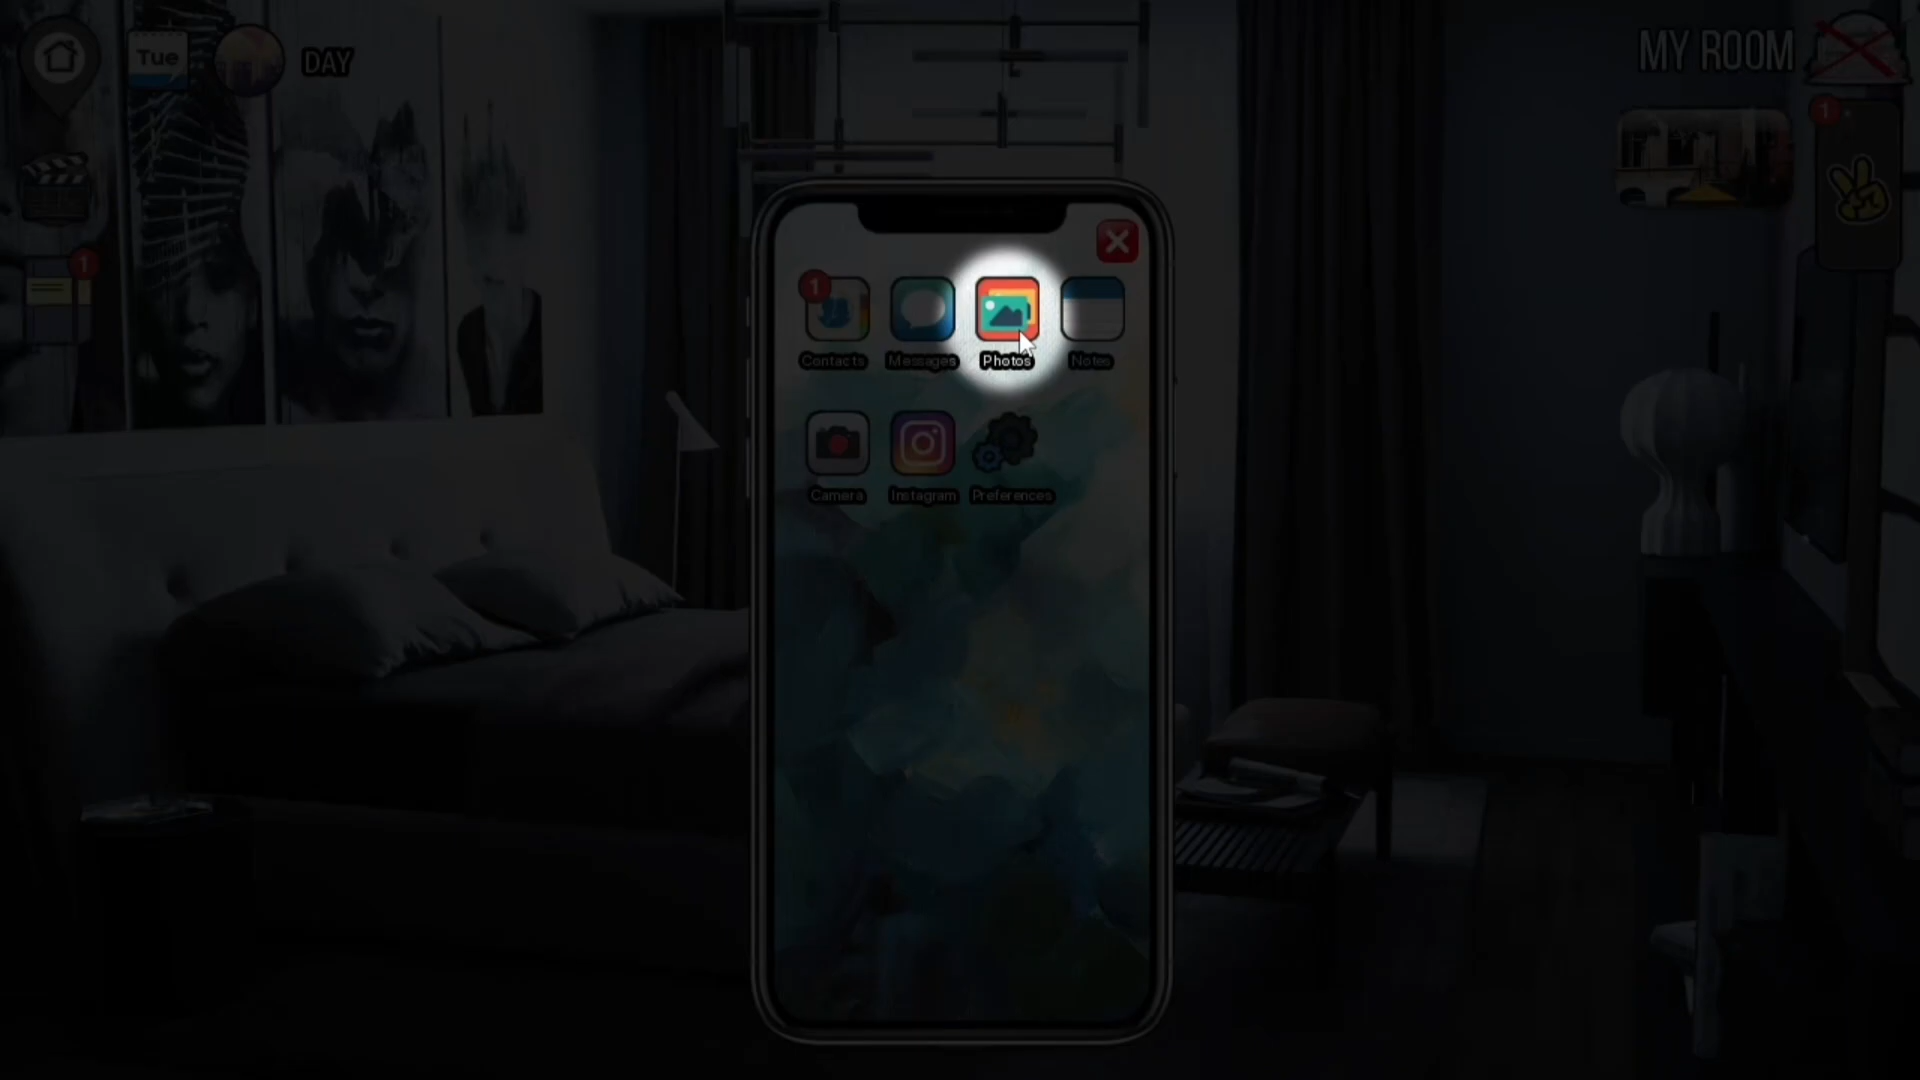 Tue
DAY
MY ROOM
1
1
1
Contacts
Messages
Photos
Notes
Camera
Instagram
Preferences